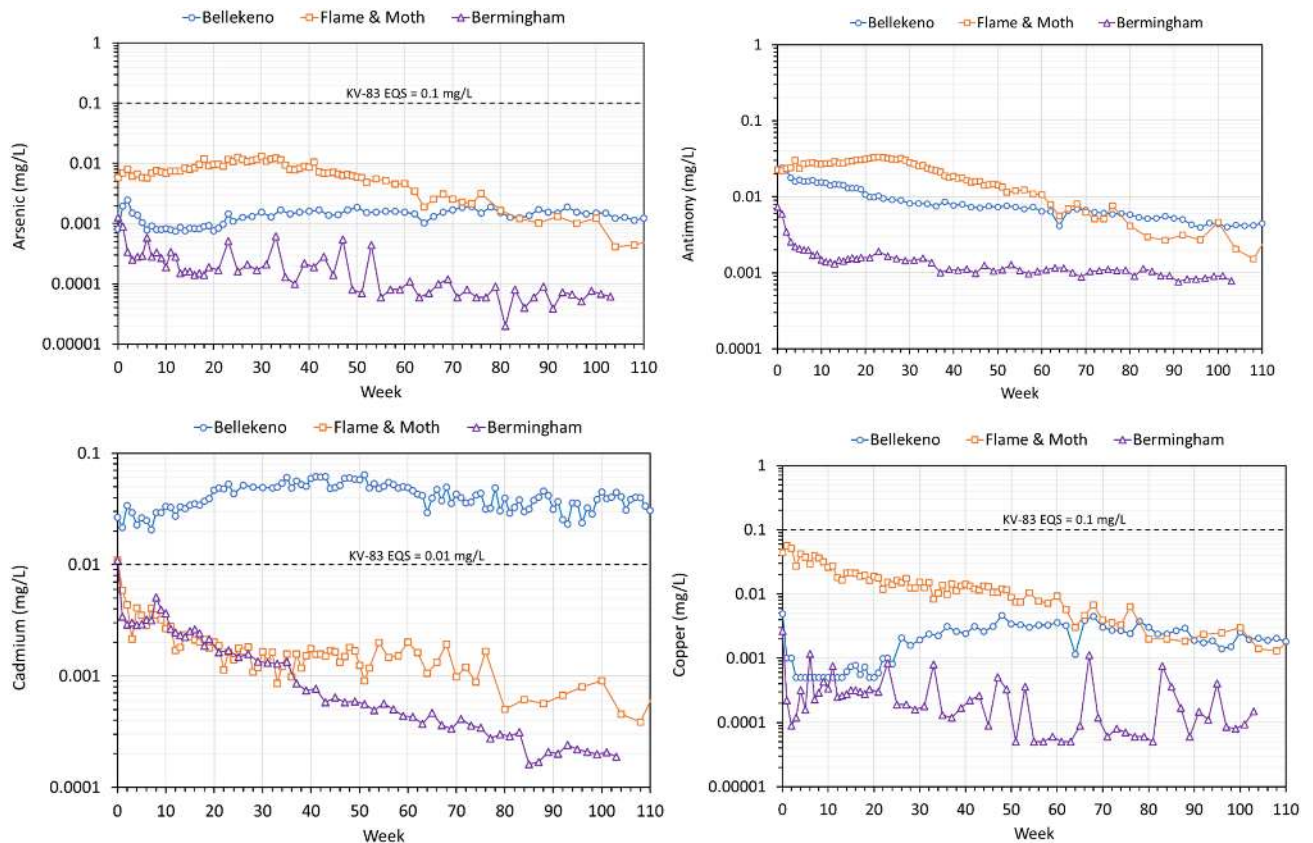 Bellekeno Flame & Moth Bermingham
1
0.1
0.01
0.001
0.0001
0.00001
Arsenic (mg/L)
KV-83 EQS = 0.1 mg/L
0 10 20 30 40 50 60 70 80 90 100 110
Week
Bellekeno Flame & Moth Bermingham
1
0.1
0.01
0.001
0.0001
Antimony (mg/L)
0 10 20 30 40 50 60 70 80 90 100 110
Week
Bellekeno Flame & Moth Bermingham
0.1
0.01
0.001
0.0001
Cadmium (mg/L)
KV-83 EQS = 0.01 mg/L
0 10 20 30 40 50 60 70 80 90 100 110
Week
Bellekeno Flame & Moth Bermingham
1
0.1
0.01
0.001
0.0001
0.00001
Copper (mg/L)
KV-83 EQS = 0.1 mg/L
0 10 20 30 40 50 60 70 80 90 100 110
Week